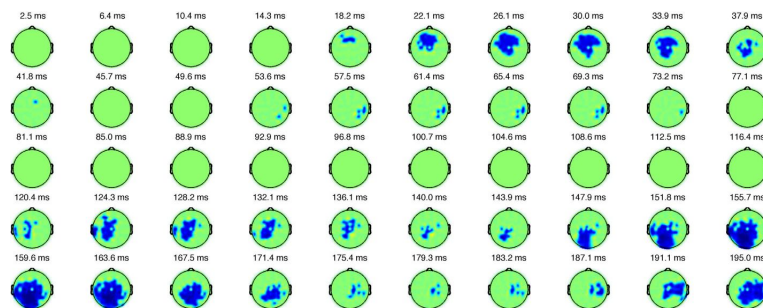 2.5 ms 6.4 ms 10.4 ms 14.3 ms 18.2 ms 22.1 ms 26.1 ms 30.0 ms 33.9 ms 37.9 ms
41.8 ms 45.7 ms 49.6 ms 53.6 ms 57.5 ms 61.4 ms 65.4 ms 69.3 ms 73.2 ms 77.1 ms
81.1 ms 85.0 ms 88.9 ms 92.9 ms 96.8 ms 100.7 ms 104.6 ms 108.6 ms 112.5 ms 116.4 ms
120.4 ms 124.3 ms 128.2 ms 132.1 ms 136.1 ms 140.0 ms 143.9 ms 147.9 ms 151.8 ms 155.7 ms
159.6 ms 163.6 ms 167.5 ms 171.4 ms 175.4 ms 179.3 ms 183.2 ms 187.1 ms 191.1 ms 195.0 ms